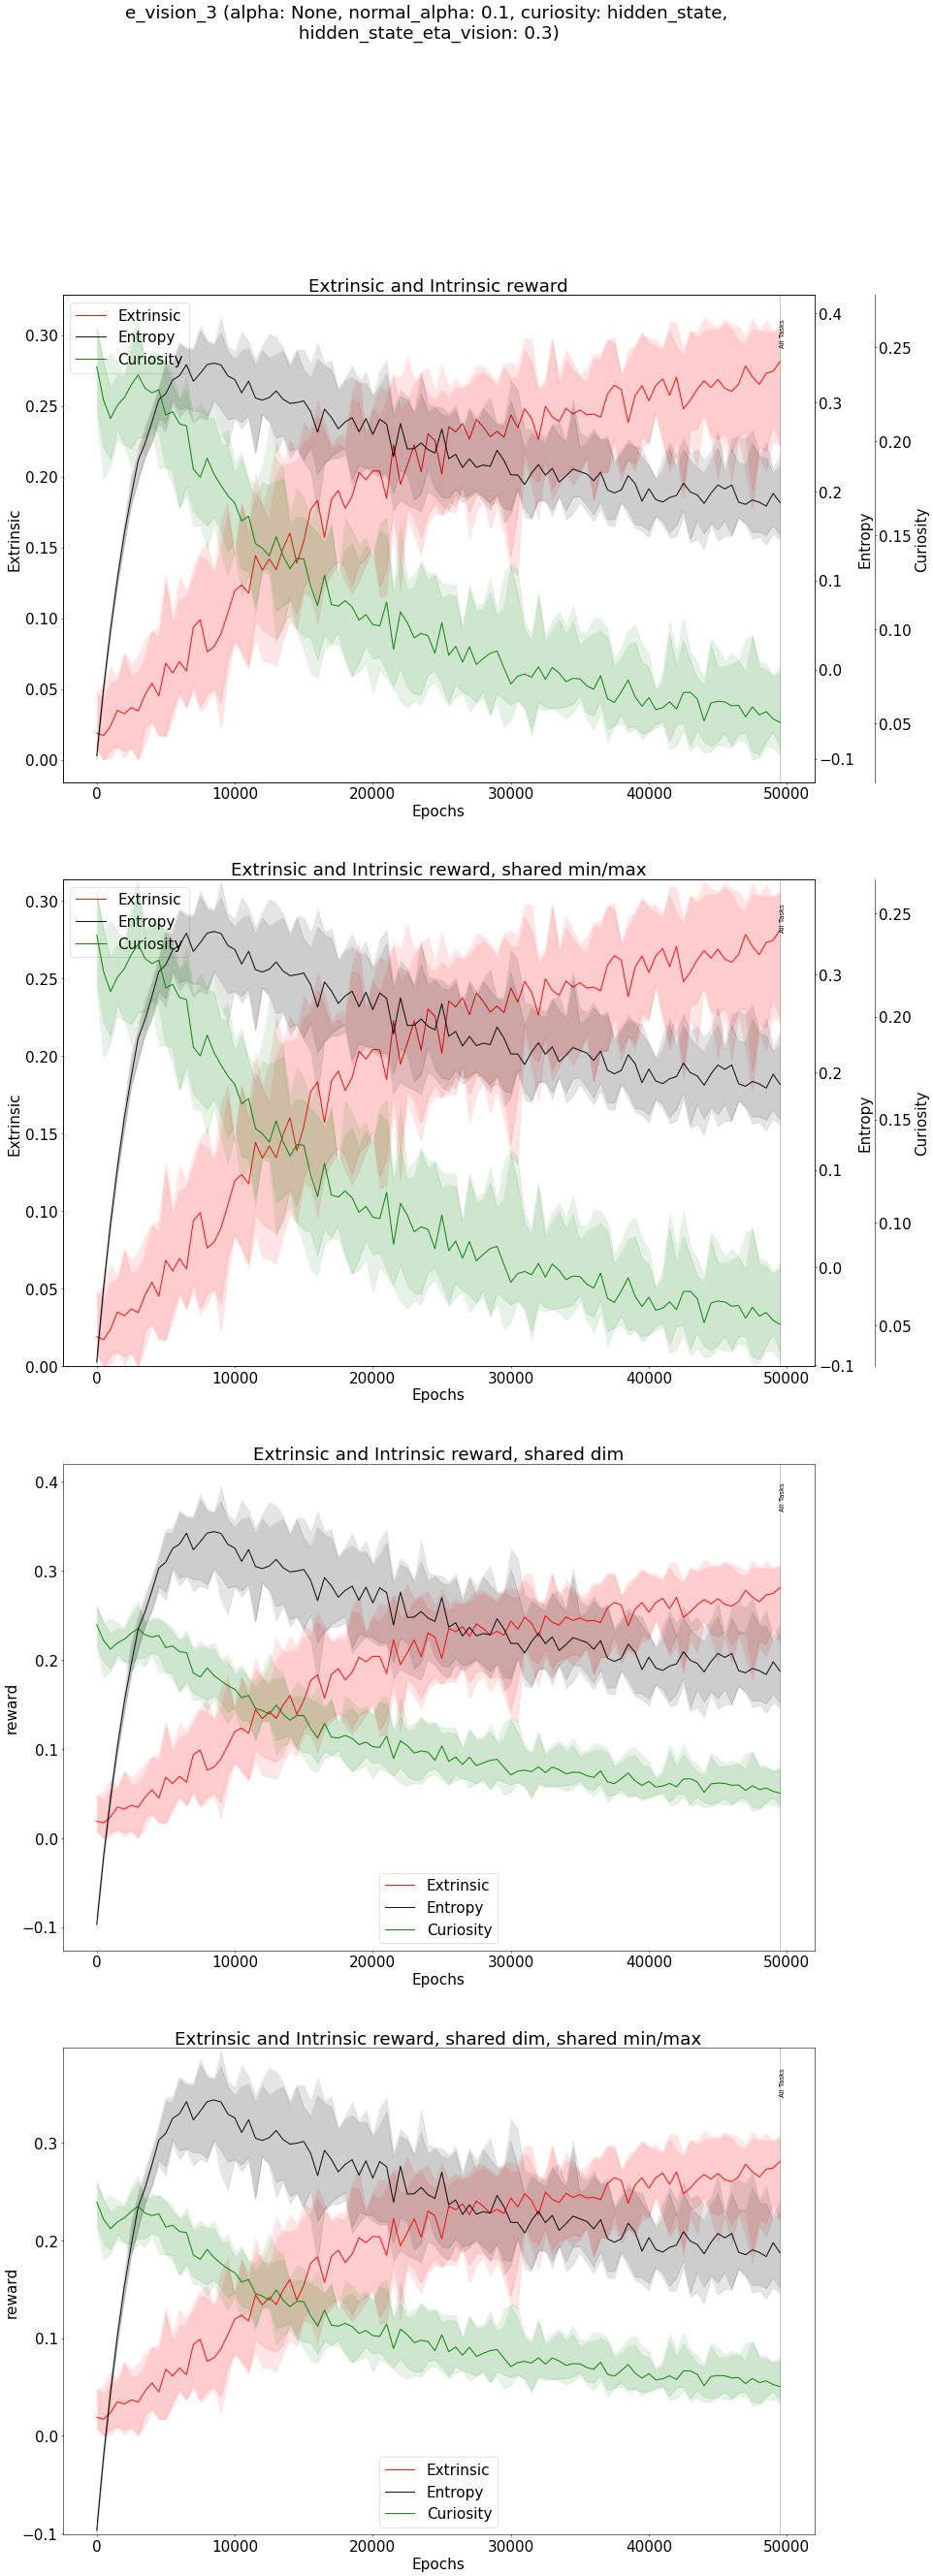 e_vision_3 (alpha: None, normal_alpha: 0.1, curiosity: hidden_state,
hidden_state_eta_vision: 0.3)
Extrinsic and Intrinsic reward
Extrinsic
Entropy
Curiosity
All Tasks
0.30
0.25
0.20
0.15
0.10
0.05
0.00
Extrinsic
0.4
0.3
0.2
0.1
0.0
−0.1
Entropy
0.25
0.20
0.15
0.10
0.05
Curiosity
0 10000 20000 30000 40000 50000
Epochs
Extrinsic and Intrinsic reward, shared min/max
Extrinsic
Entropy
Curiosity
All Tasks
0.30
0.25
0.20
0.15
0.10
0.05
0.00
Extrinsic
0.3
0.2
0.1
0.0
−0.1
Entropy
0.25
0.20
0.15
0.10
0.05
Curiosity
0 10000 20000 30000 40000 50000
Epochs
Extrinsic and Intrinsic reward, shared dim
All Tasks
0.4
0.3
0.2
0.1
0.0
−0.1
reward
Extrinsic
Entropy
Curiosity
0 10000 20000 30000 40000 50000
Epochs
Extrinsic and Intrinsic reward, shared dim, shared min/max
All Tasks
0.3
0.2
0.1
0.0
−0.1
reward
Extrinsic
Entropy
Curiosity
0 10000 20000 30000 40000 50000
Epochs